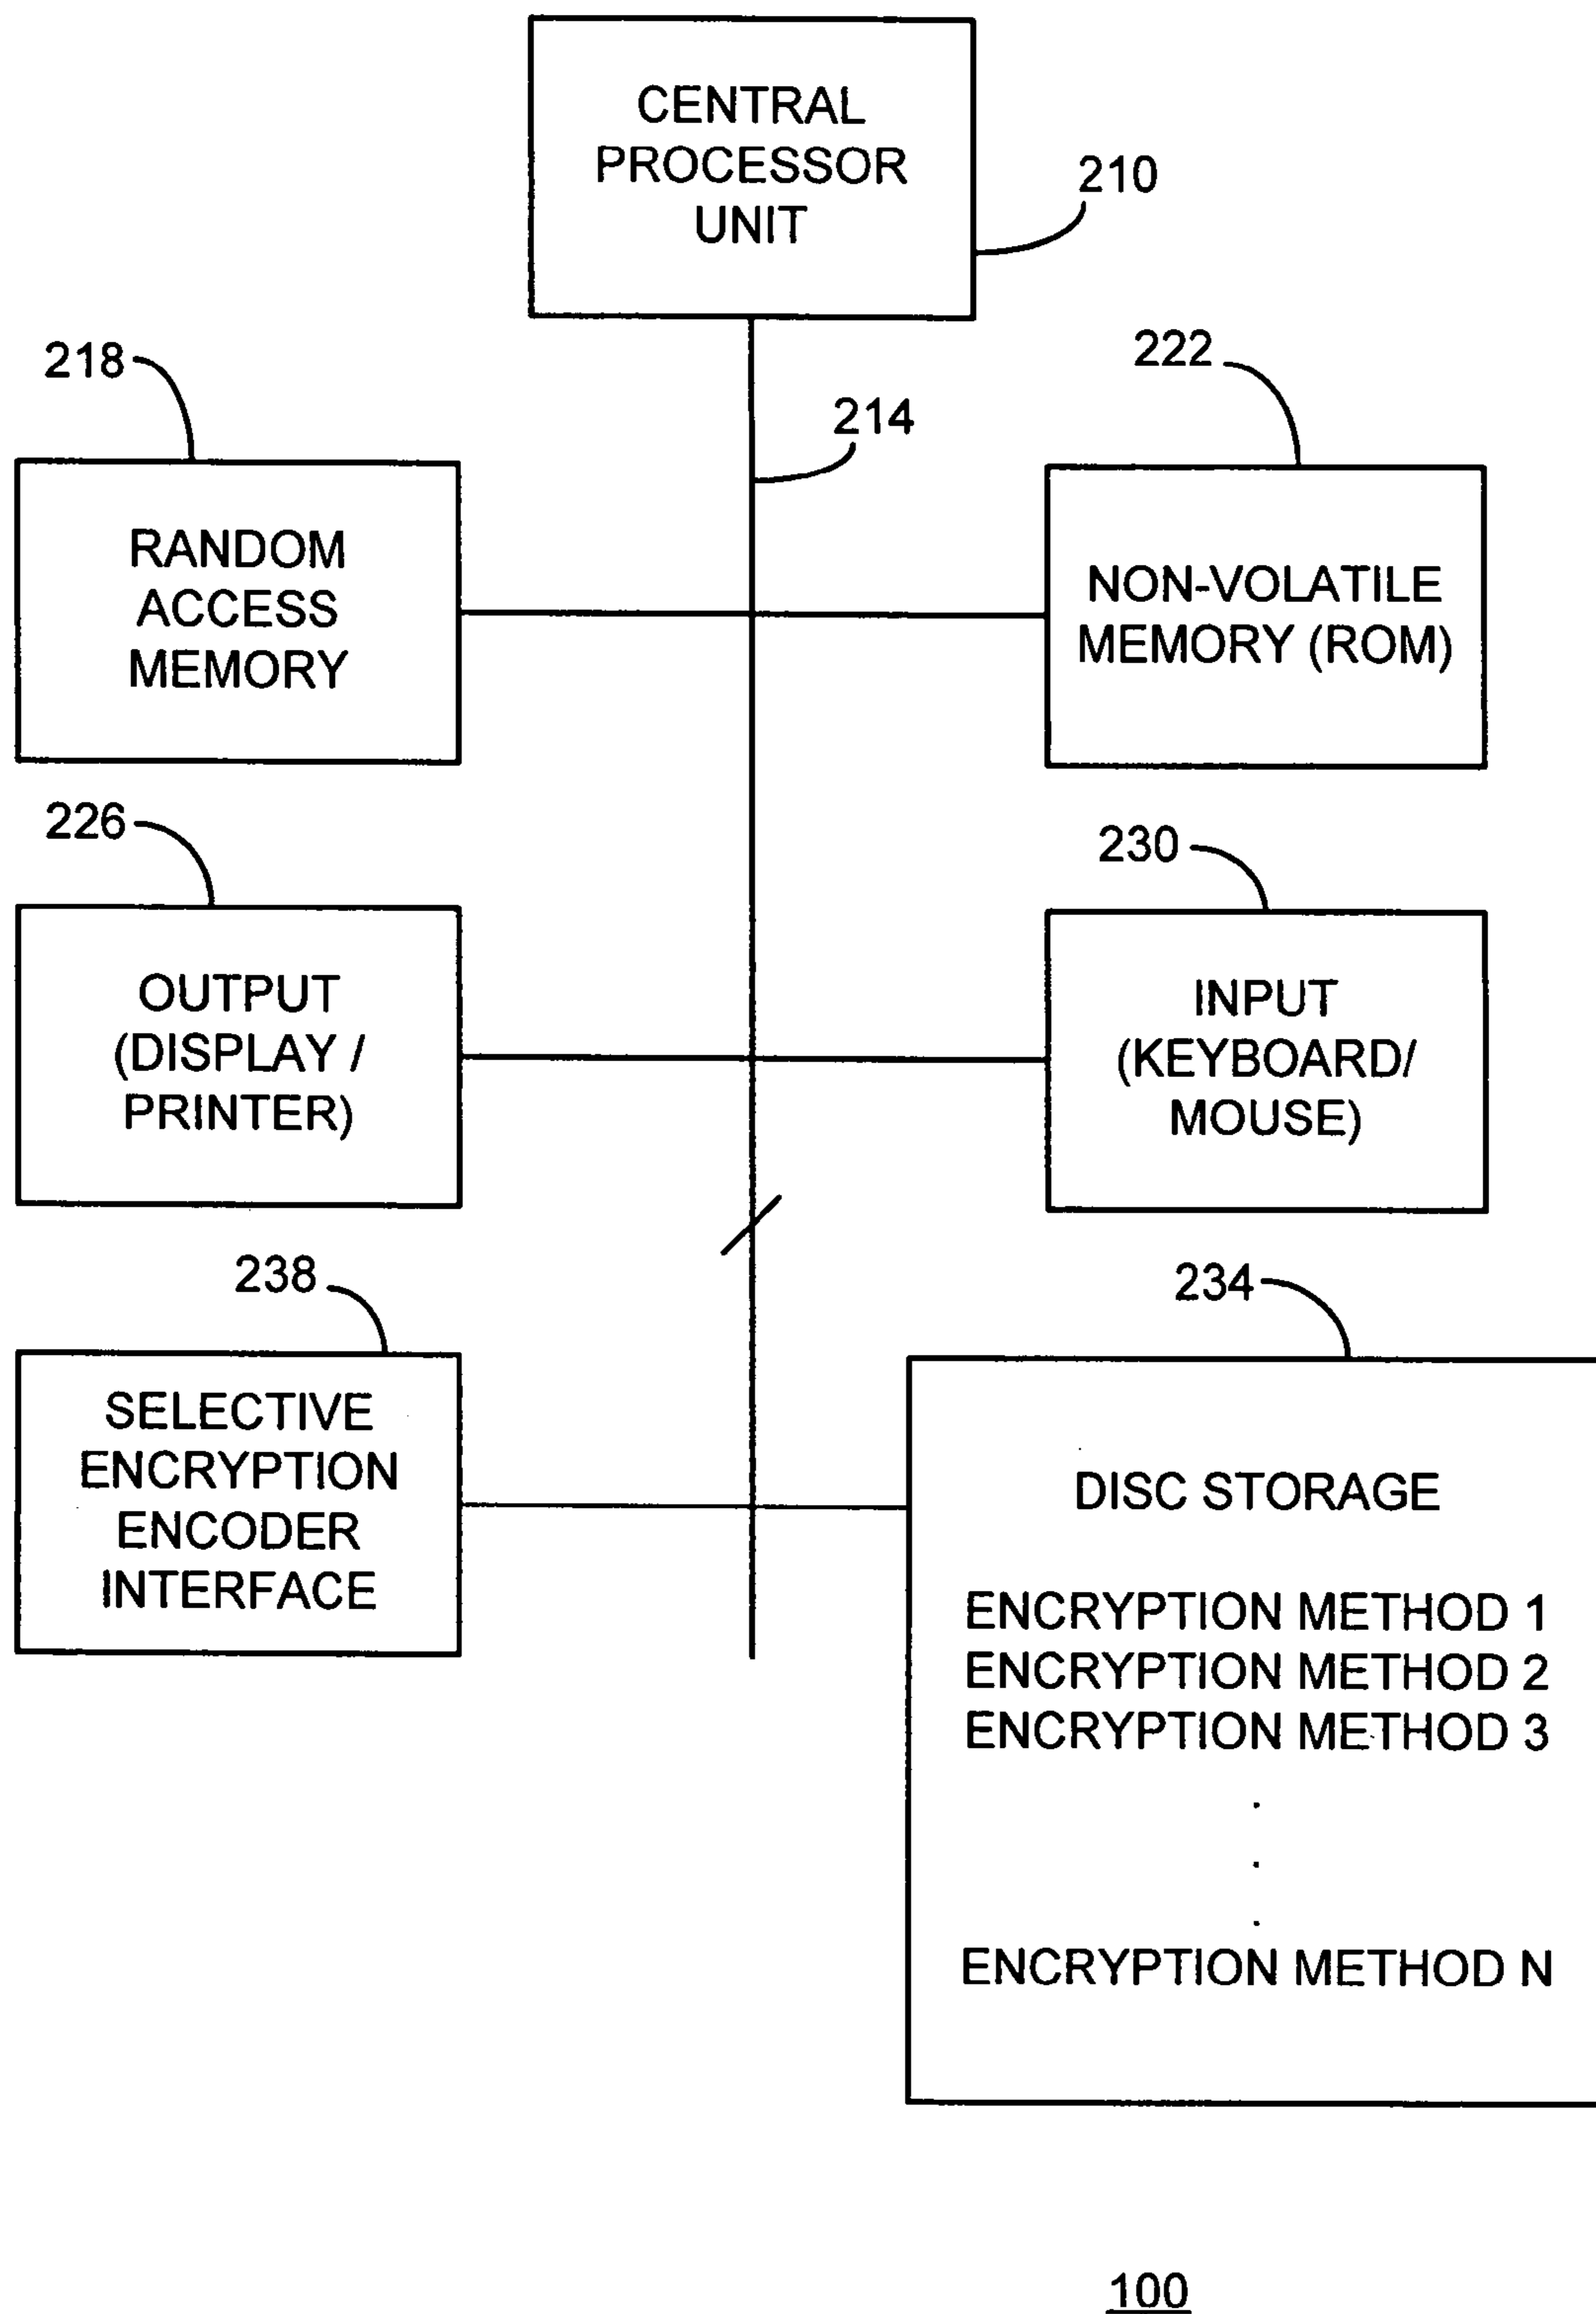 CENTRAL
PROCESSOR
UNIT
210
218
222
214
RANDOM
ACCESS
MEMORY
NON-VOLATILE
MEMORY (ROM)
226
230
OUTPUT
(DISPLAY /
PRINTER)
INPUT
(KEYBOARD/
MOUSE)
238
234
SELECTIVE
ENCRYPTION
ENCODER
INTERFACE
DISC STORAGE
ENCRYPTION METHOD 1
ENCRYPTION METHOD 2
ENCRYPTION METHOD 3
.
.
.
ENCRYPTION METHOD N
100